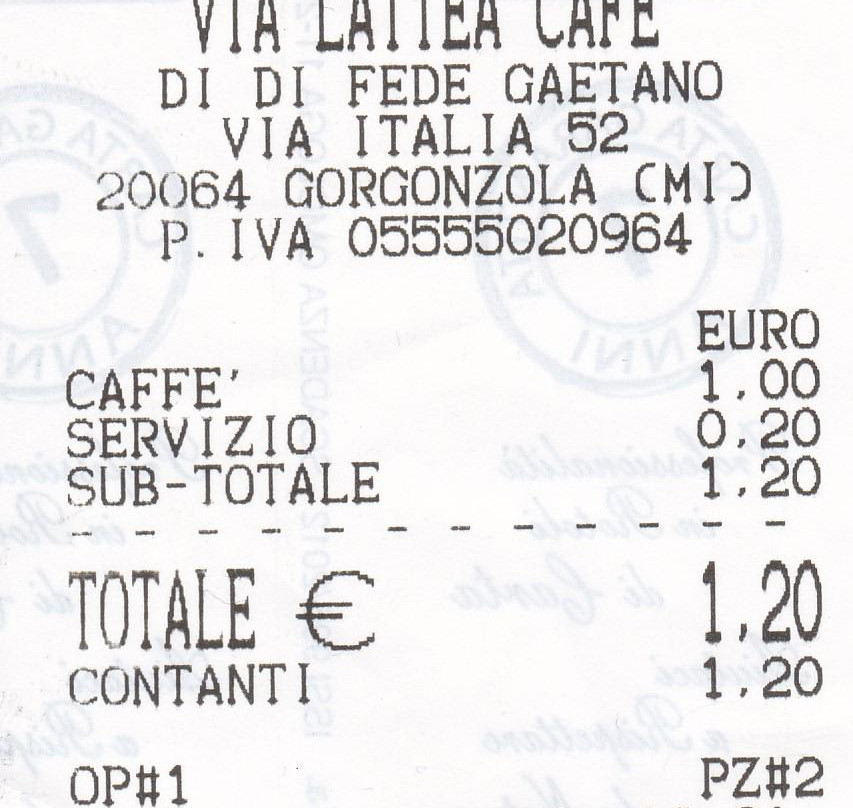 VIA LATTEA CAFE
DI DI FEDE GAETANO
VIA ITALIA 52
20064 GORGONZOLA (MI)
P. IVA 05555020964
EURO
CAFFE' 1,00
SERVIZIO 0,20
SUB-TOTALE 1,20
- - - - - - - - - - - -
TOTALE € 1,20
CONTANTI 1,20
OP#1 PZ#2